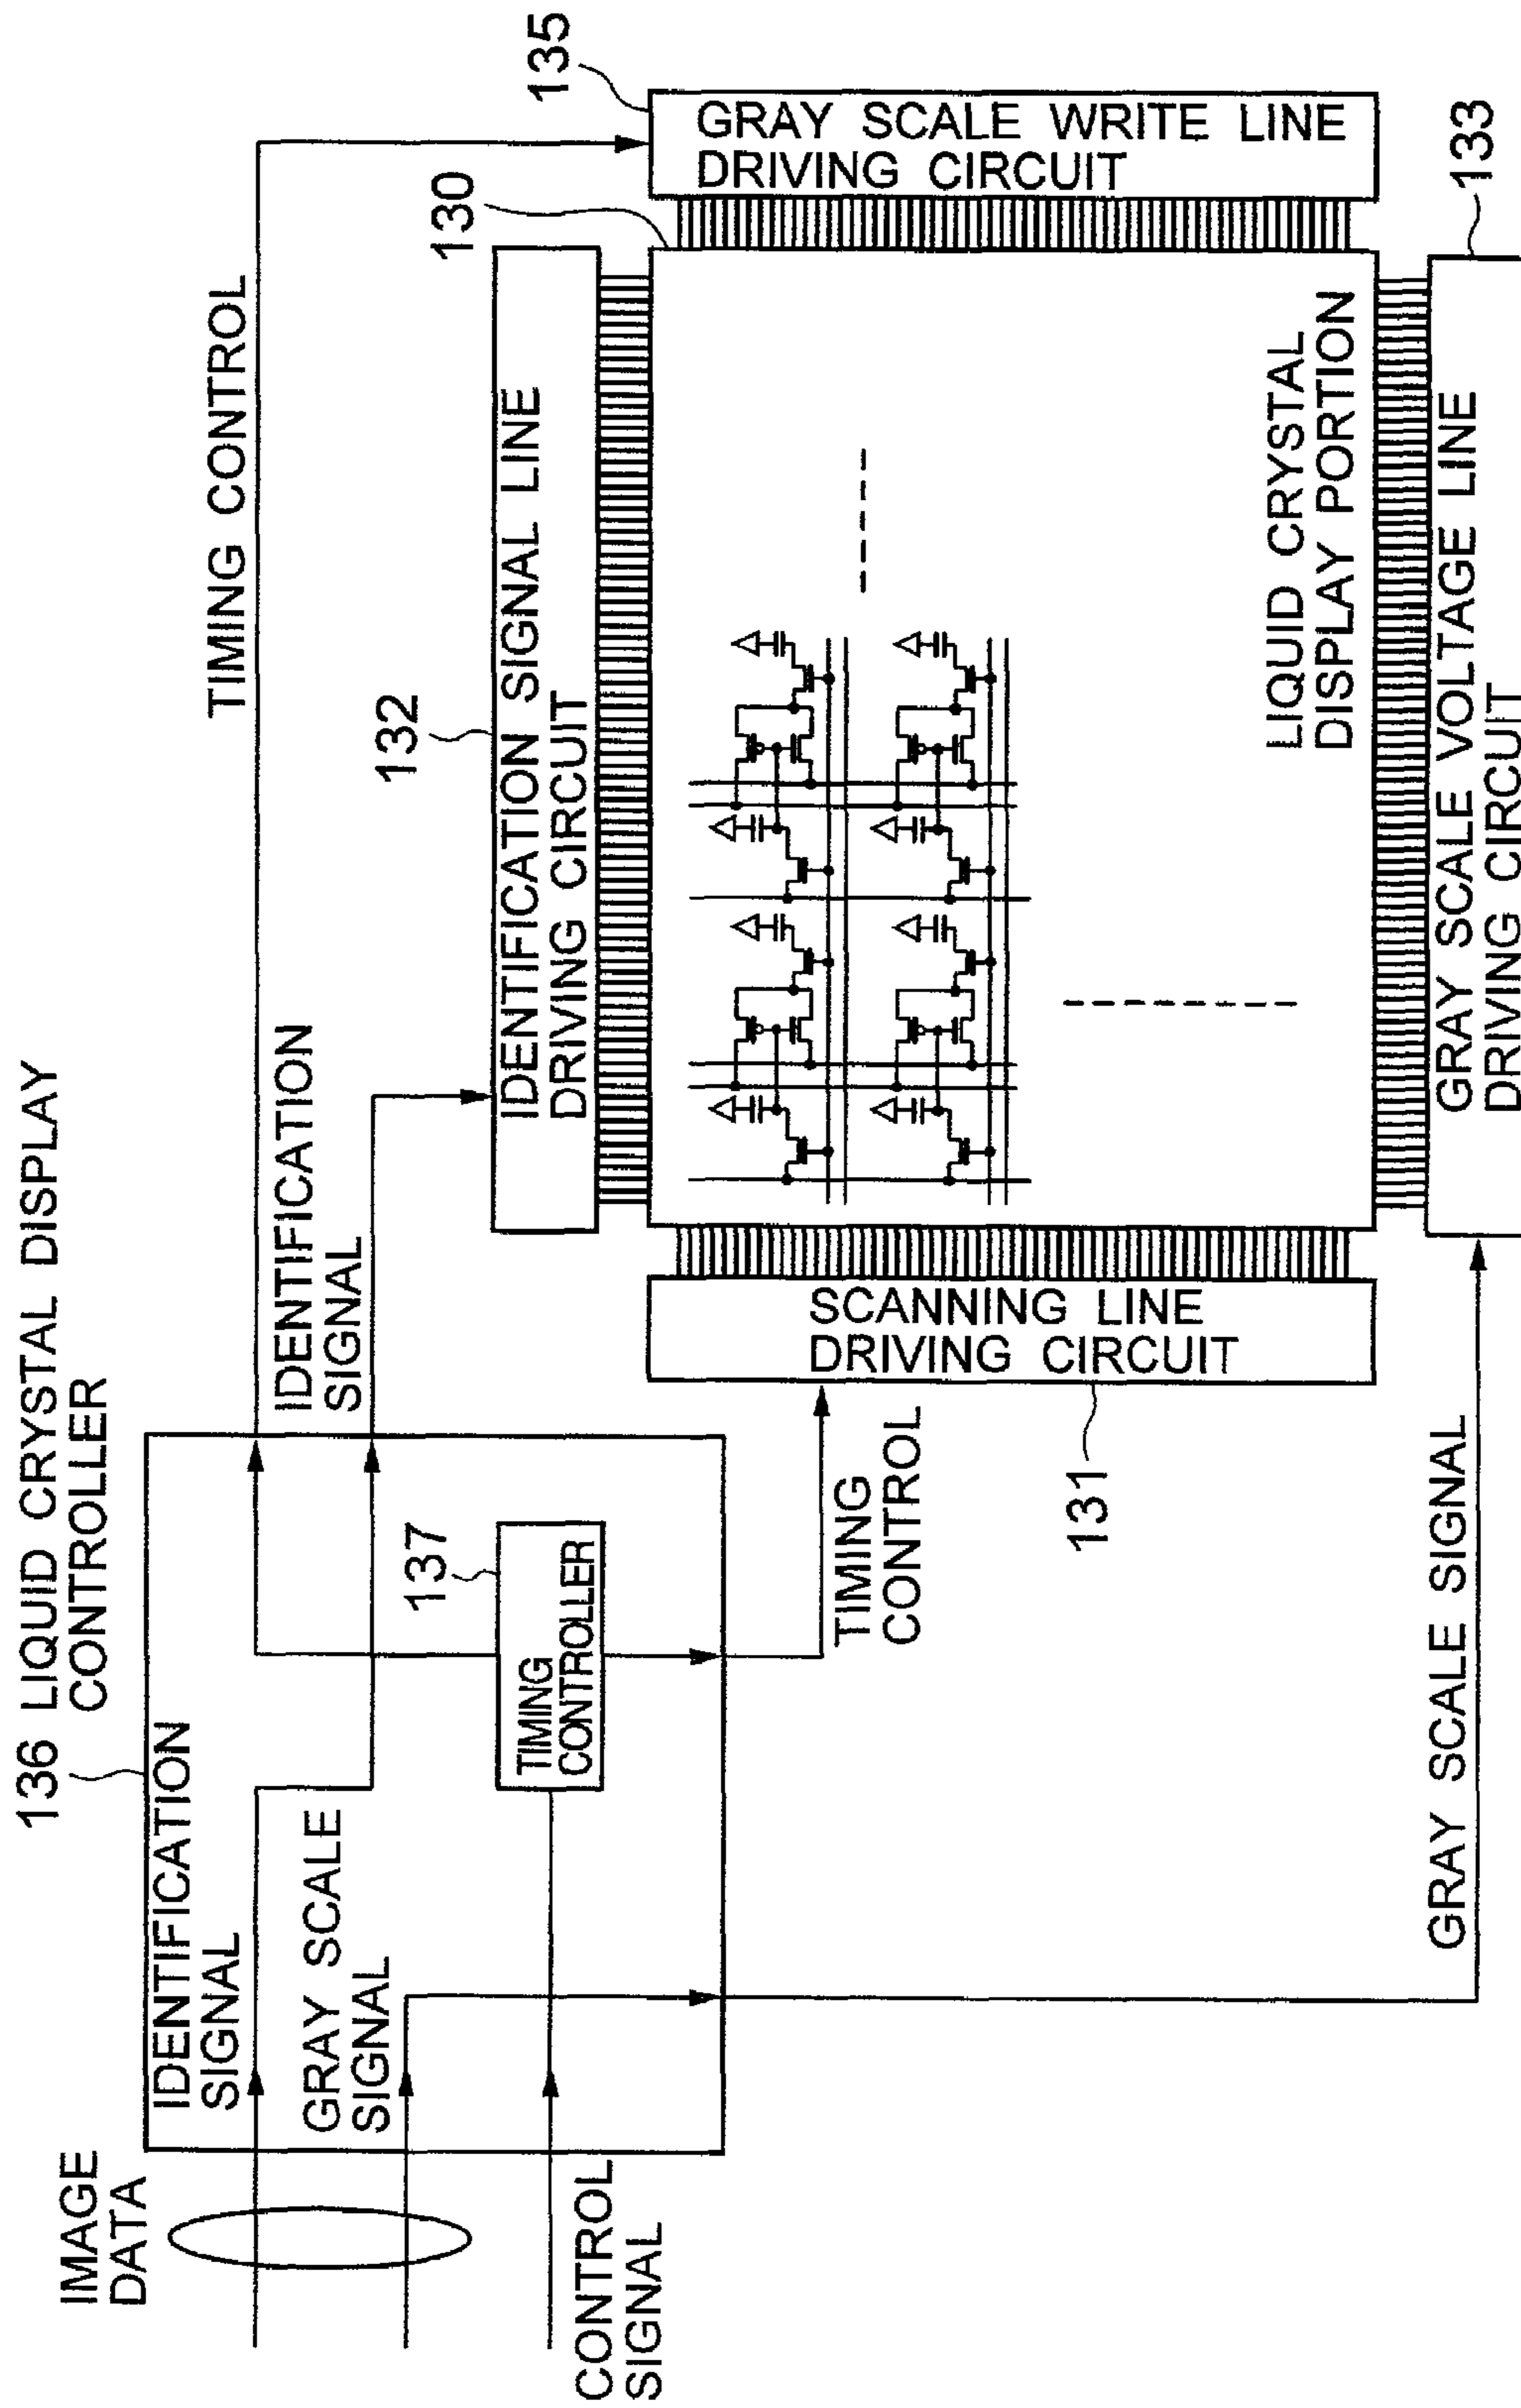 136 LIQUID CRYSTAL DISPLAY
CONTROLLER
IMAGE
DATA
IDENTIFICATION
SIGNAL
GRAY SCALE
SIGNAL
CONTROL
SIGNAL
137
TIMING
CONTROLLER
TIMING CONTROL
IDENTIFICATION
SIGNAL
132
IDENTIFICATION SIGNAL LINE
DRIVING CIRCUIT
130
135
GRAY SCALE WRITE LINE
DRIVING CIRCUIT
SCANNING LINE
DRIVING CIRCUIT
131
TIMING
CONTROL
LIQUID CRYSTAL
DISPLAY PORTION
GRAY SCALE SIGNAL
GRAY SCALE VOLTAGE LINE
DRIVING CIRCUIT
133